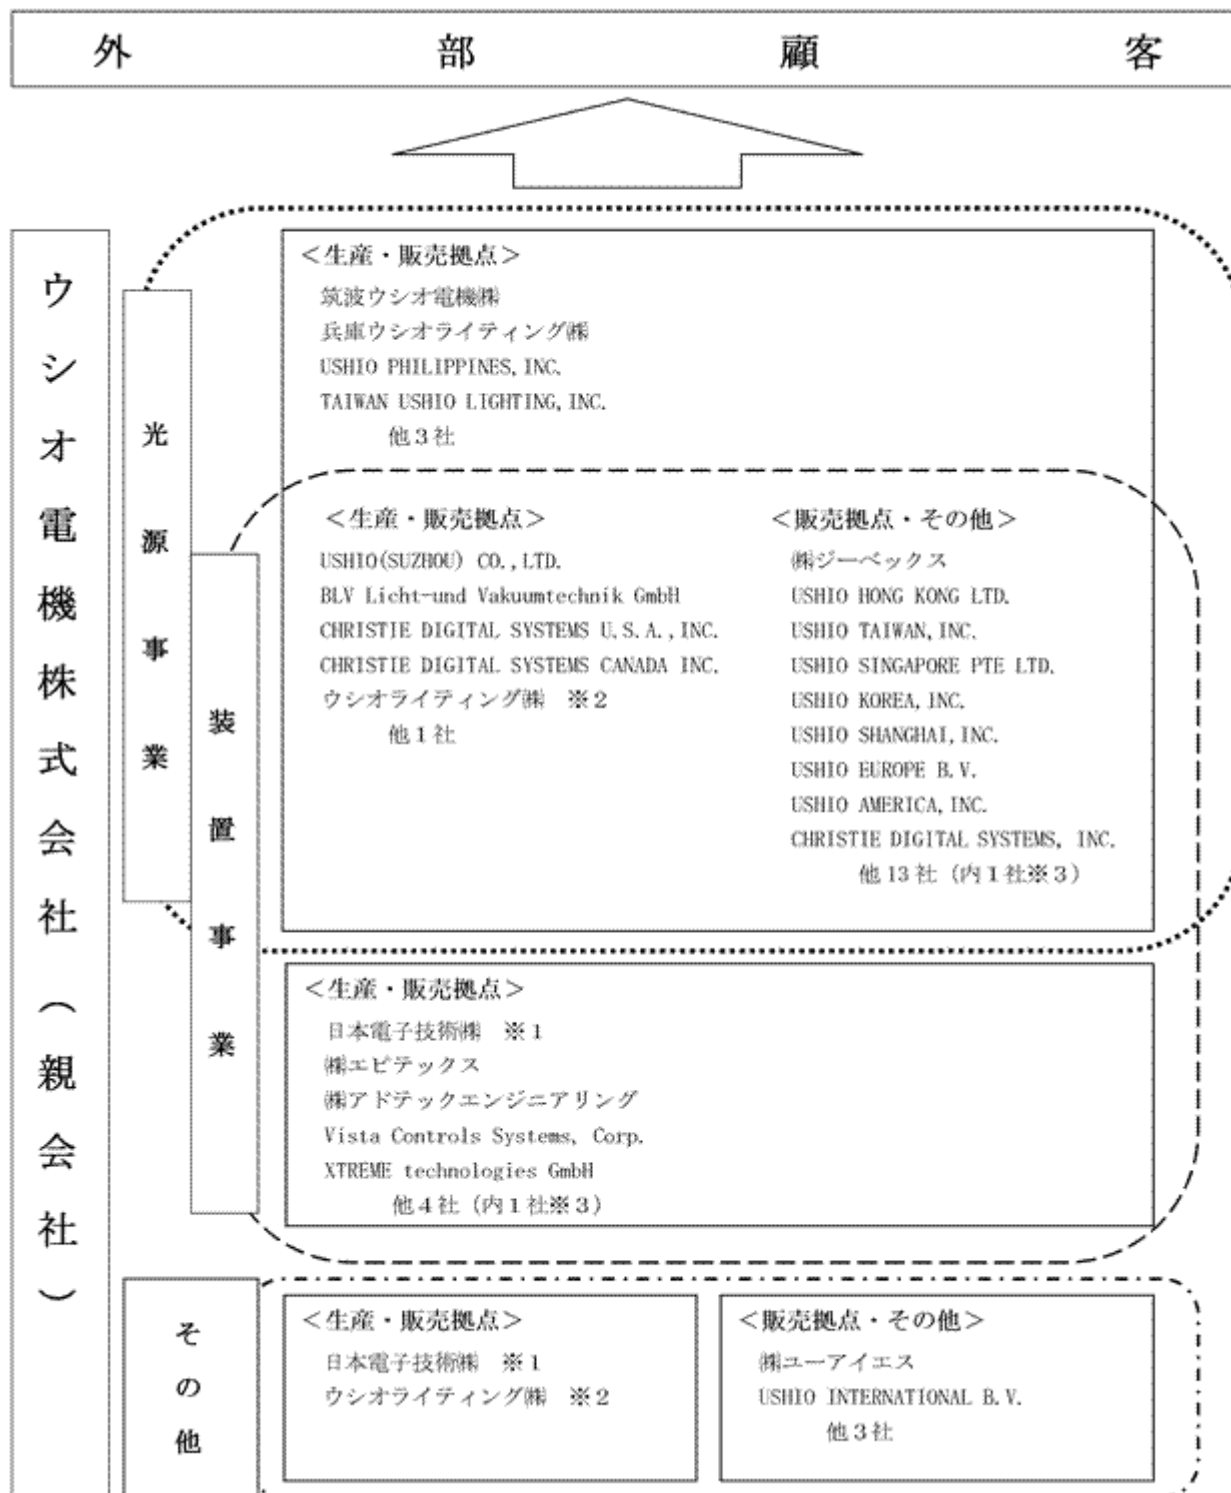 外部顧客
ウシオ電機株式会社（親会社）
光源事業
＜生産・販売拠点＞
筑波ウシオ電機㈱
兵庫ウシオライティング㈱
USHIO PHILIPPINES, INC.
TAIWAN USHIO LIGHTING, INC.
他３社
装置事業
＜生産・販売拠点＞
USHIO(SUZHOU) CO., LTD.
BLV Licht-und Vakuumtechnik GmbH
CHRISTIE DIGITAL SYSTEMS U.S.A., INC.
CHRISTIE DIGITAL SYSTEMS CANADA INC.
ウシオライティング㈱　※２
他１社
＜販売拠点・その他＞
㈱ジーベックス
USHIO HONG KONG LTD.
USHIO TAIWAN, INC.
USHIO SINGAPORE PTE LTD.
USHIO KOREA, INC.
USHIO SHANGHAI, INC.
USHIO EUROPE B.V.
USHIO AMERICA, INC.
CHRISTIE DIGITAL SYSTEMS, INC.
他 13 社（内１社※３）
＜生産・販売拠点＞
日本電子技術㈱　※１
㈱エピテックス
㈱アドテックエンジニアリング
Vista Controls Systems, Corp.
XTREME technologies GmbH
他４社（内１社※３）
その他
＜生産・販売拠点＞
日本電子技術㈱　※１
ウシオライティング㈱　※２
＜販売拠点・その他＞
㈱ユーアイエス
USHIO INTERNATIONAL B.V.
他３社